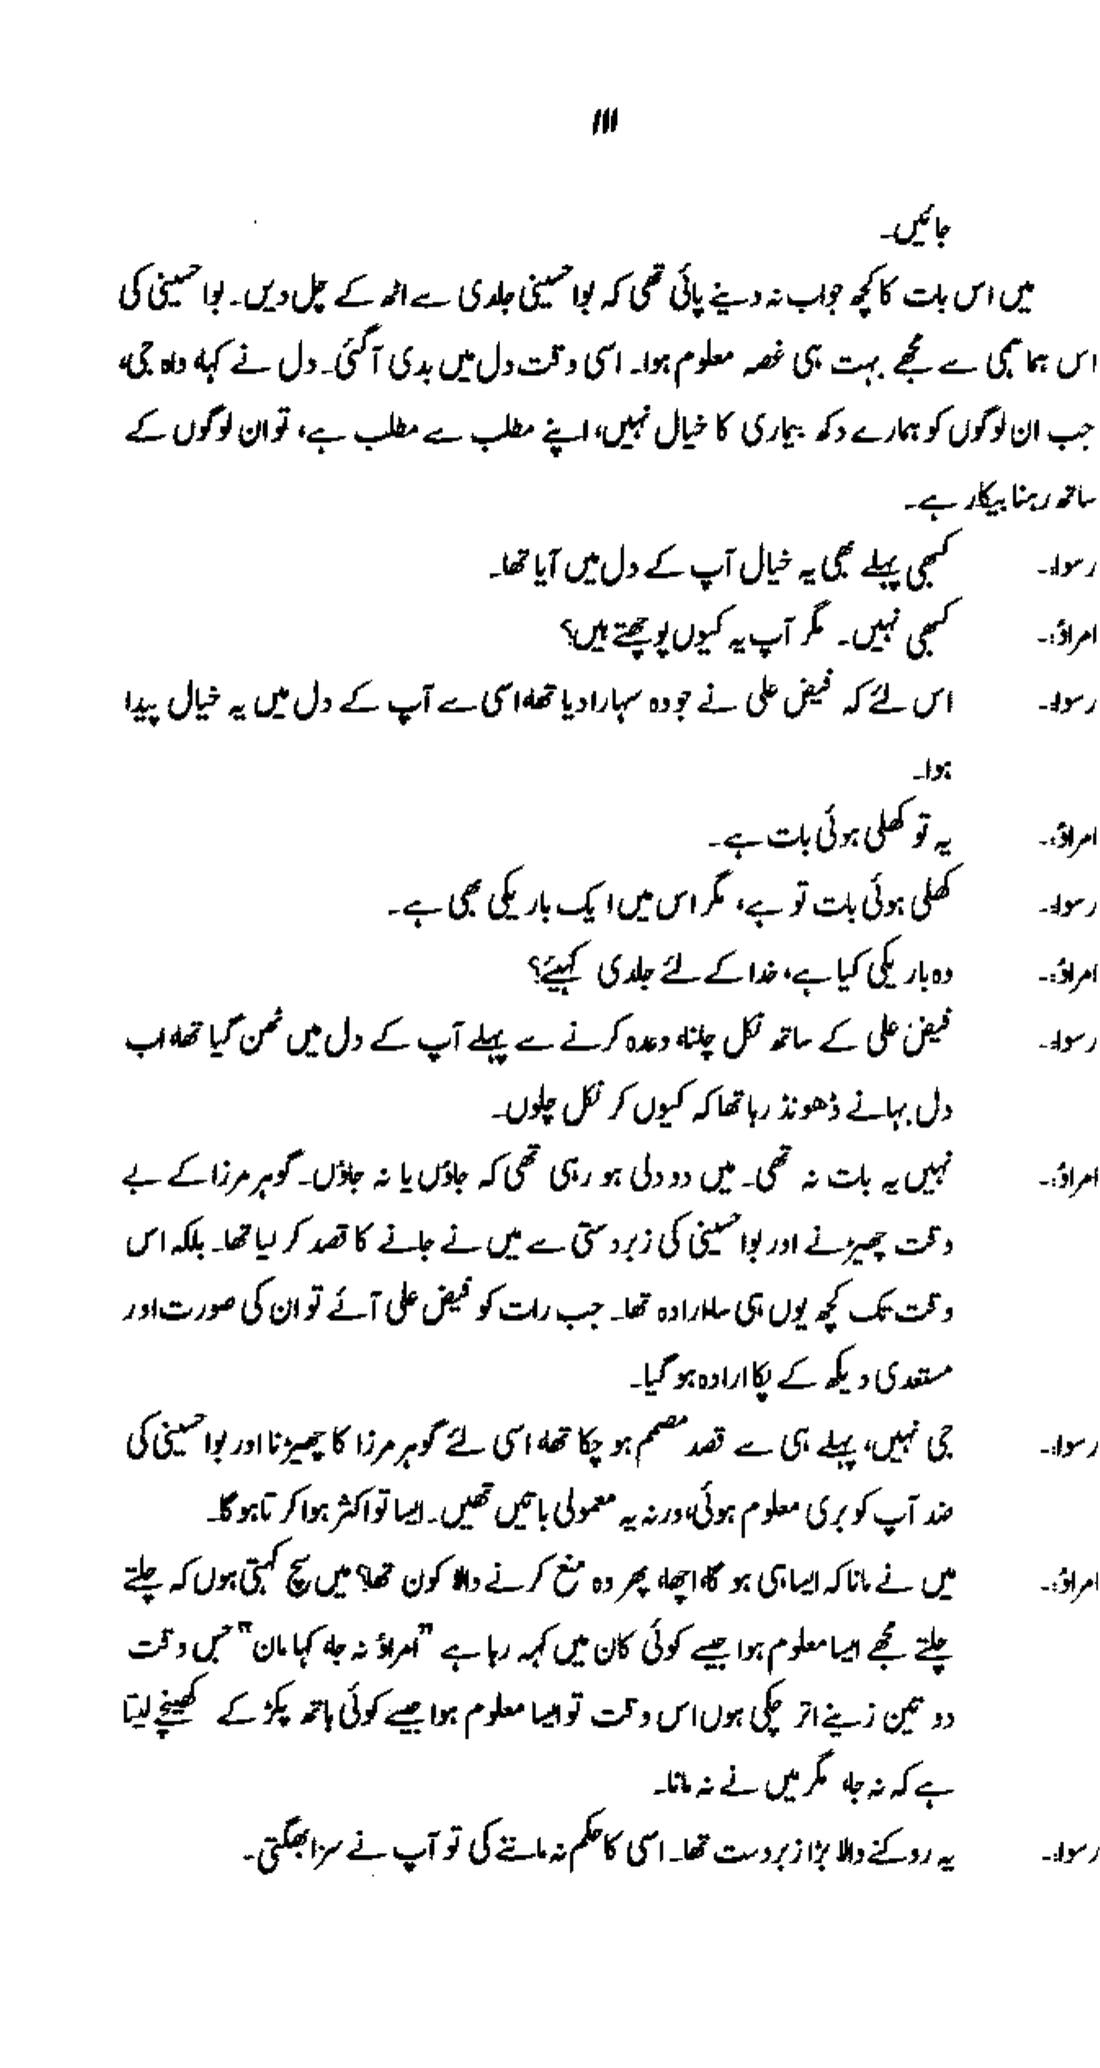 ۱۱۱
جائیں۔
میں اس بات کا کچھ جواب نہ دینے پائی تھی کہ بوا حسینی جلدی سے اٹھ کے چل دیں۔ بوا حسینی کی
اس ہما ہمی سے مجھے بہت ہی غصہ معلوم ہوا۔ اسی وقت دل میں بدی آگئی۔ دل نے کہا، واہ جی،
جب ان لوگوں کو ہمارے دکھ بیماری کا خیال نہیں، اپنے مطلب سے مطلب ہے، تو ان لوگوں کے
ساتھ رہنا بیکار ہے۔
رسوا:۔ کبھی پہلے بھی یہ خیال آپ کے دل میں آیا تھا۔
امراؤ:۔ کبھی نہیں۔ مگر آپ یہ کیوں پوچھتے ہیں؟
رسوا:۔ اس لئے کہ فیض علی نے جو وہ سہارا دیا تھا، اسی سے آپ کے دل میں یہ خیال پیدا
ہوا۔
امراؤ:۔ یہ تو کھلی ہوئی بات ہے۔
رسوا:۔ کھلی ہوئی بات تو ہے، مگر اس میں ایک باریکی بھی ہے۔
امراؤ:۔ وہ باریکی کیا ہے، خدا کے لئے جلدی کہیئے؟
رسوا:۔ فیض علی کے ساتھ نکل چلنا، وعدہ کرنے سے پہلے آپ کے دل میں ٹھن گیا تھا، اب
دل بہانے ڈھونڈ رہا تھا کہ کیوں کر نکل چلوں۔
امراؤ:۔ نہیں یہ بات نہ تھی۔ میں دو دلی ہو رہی تھی کہ جاؤں یا نہ جاؤں۔ گوہر مرزا کے بے
وقت چھیڑنے اور بوا حسینی کی زبردستی سے میں نے جانے کا قصد کر لیا تھا۔ بلکہ اس
وقت تک کچھ یوں ہی سا ارادہ تھا۔ جب رات کو فیض علی آئے تو ان کی صورت اور
مستعدی دیکھ کے پکا ارادہ ہو گیا۔
رسوا:۔ جی نہیں، پہلے ہی سے قصد مصمم ہو چکا تھا، اسی لئے گوہر مرزا کا چھیڑنا اور بوا حسینی کی
ضد آپ کو بری معلوم ہوئی، ورنہ یہ معمولی باتیں تھیں۔ ایسا تو اکثر ہوا کرتا ہو گا۔
امراؤ:۔ میں نے مانا کہ ایسا ہی ہو گا، اچھا، پھر وہ منع کرنے والا کون تھا؟ میں سچ کہتی ہوں کہ چلتے
چلتے مجھے ایسا معلوم ہوا جیسے کوئی کان میں کہہ رہا ہے "امراؤ نہ جا، کہا مان" جس وقت
دو تین زینے اتر چکی ہوں اس وقت تو ایسا معلوم ہوا جیسے کوئی ہاتھ پکڑ کے کھینچے لیتا
ہے کہ نہ جا، مگر میں نے نہ مانا۔
رسوا:۔ یہ روکنے والا بڑا زبردست تھا۔ اسی کا حکم نہ ماننے کی تو آپ نے سزا بھگتی۔